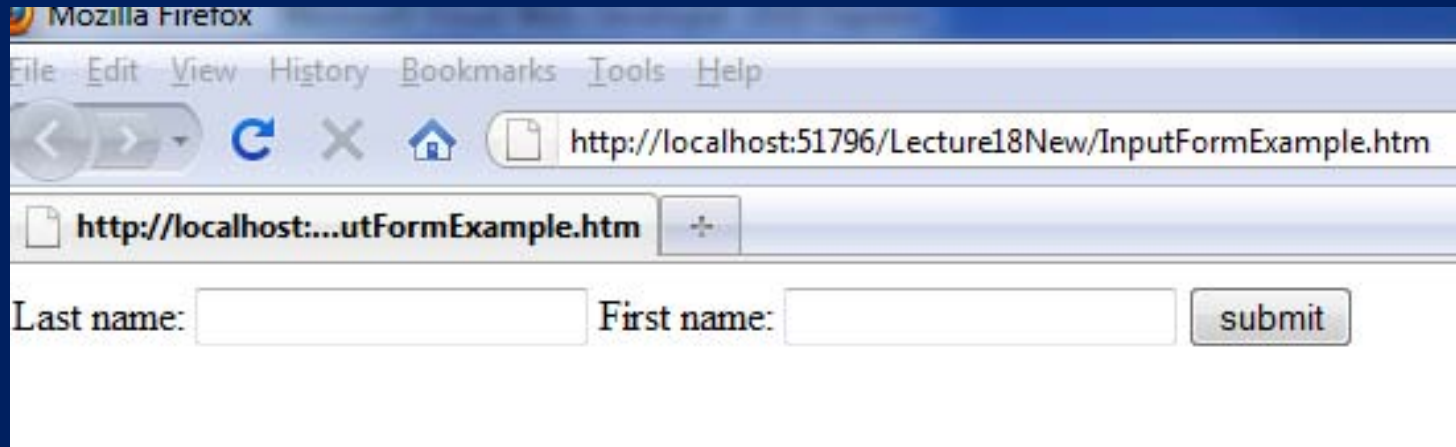 Mozilla Firefox
File Edit View History Bookmarks Tools Help
http://localhost:51796/Lecture18New/InputFormExample.htm
http://localhost:...utFormExample.htm
Last name: First name: submit